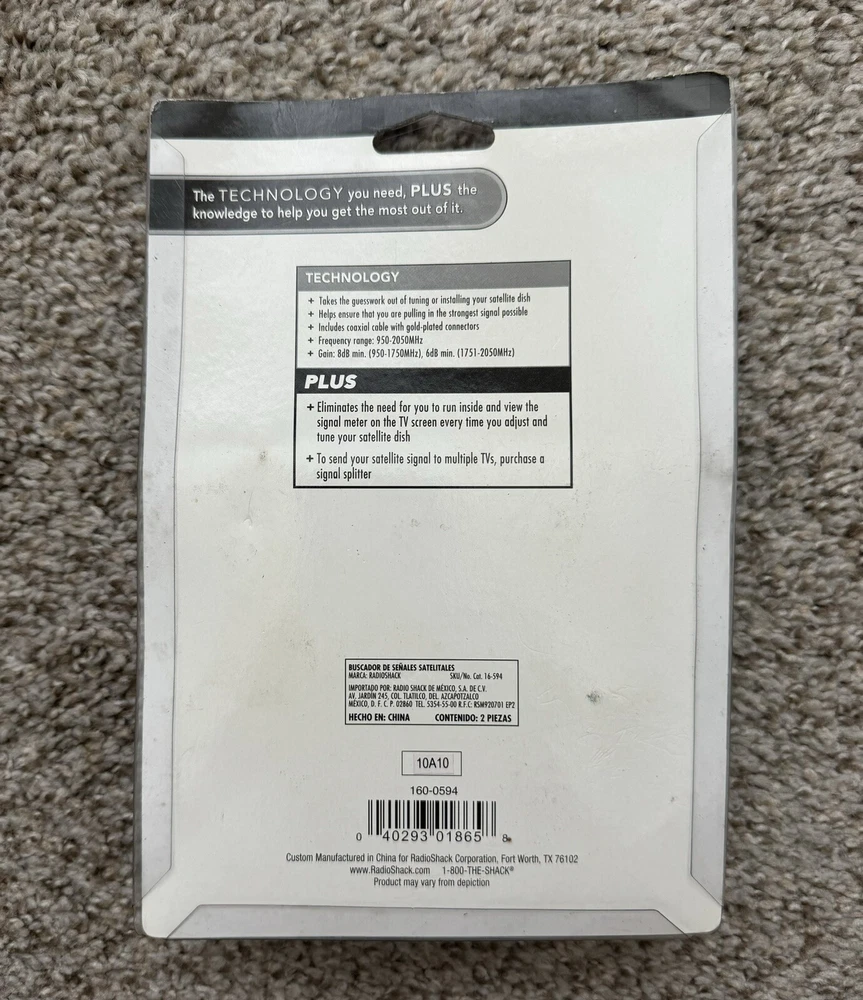 The TECHNOLOGY you need, PLUS the
knowledge to help you get the most out of it.
TECHNOLOGY
+ Takes the guesswork out of tuning or installing your satellite dish
+ Helps ensure that you are pulling in the strongest signal possible
+ Includes coaxial cable with gold-plated connectors
+ Frequency range: 950-2050MHz
+ Gain: 8dB min. (950-1750MHz), 6dB min. (1751-2050MHz)
PLUS
+ Eliminates the need for you to run inside and view the
signal meter on the TV screen every time you adjust and
tune your satellite dish
+ To send your satellite signal to multiple TVs, purchase a
signal splitter
BUSCADOR DE SEÑALES SATELITALES
MARCA: RADIOSHACK SKU/No. Cat. 16-594
IMPORTADO POR: RADIO SHACK DE MÉXICO, S.A. DE C.V.
AV. JARDÍN 245, COL. TLATILCO, DEL. AZCAPOTZALCO
MÉXICO, D. F. C. P. 02860 TEL. 5354-55-00 R.F.C: RSM920701 EP2
HECHO EN: CHINA CONTENIDO: 2 PIEZAS
10A10
160-0594
0 40293 01865 8
Custom Manufactured in China for RadioShack Corporation, Fort Worth, TX 76102
www.RadioShack.com 1-800-THE-SHACK®
Product may vary from depiction